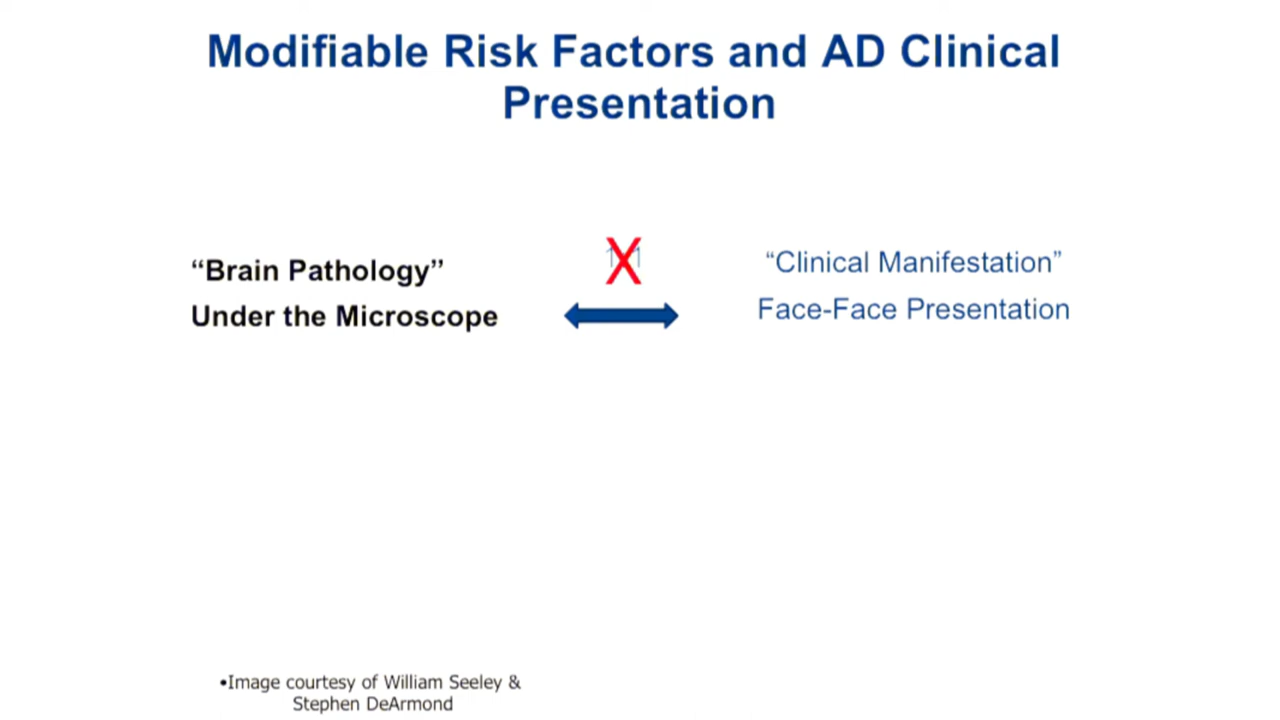 Modifiable Risk Factors and AD Clinical
Presentation
“Brain Pathology”
Under the Microscope
X
“Clinical Manifestation”
Face-Face Presentation
•Image courtesy of William Seeley &
Stephen DeArmond